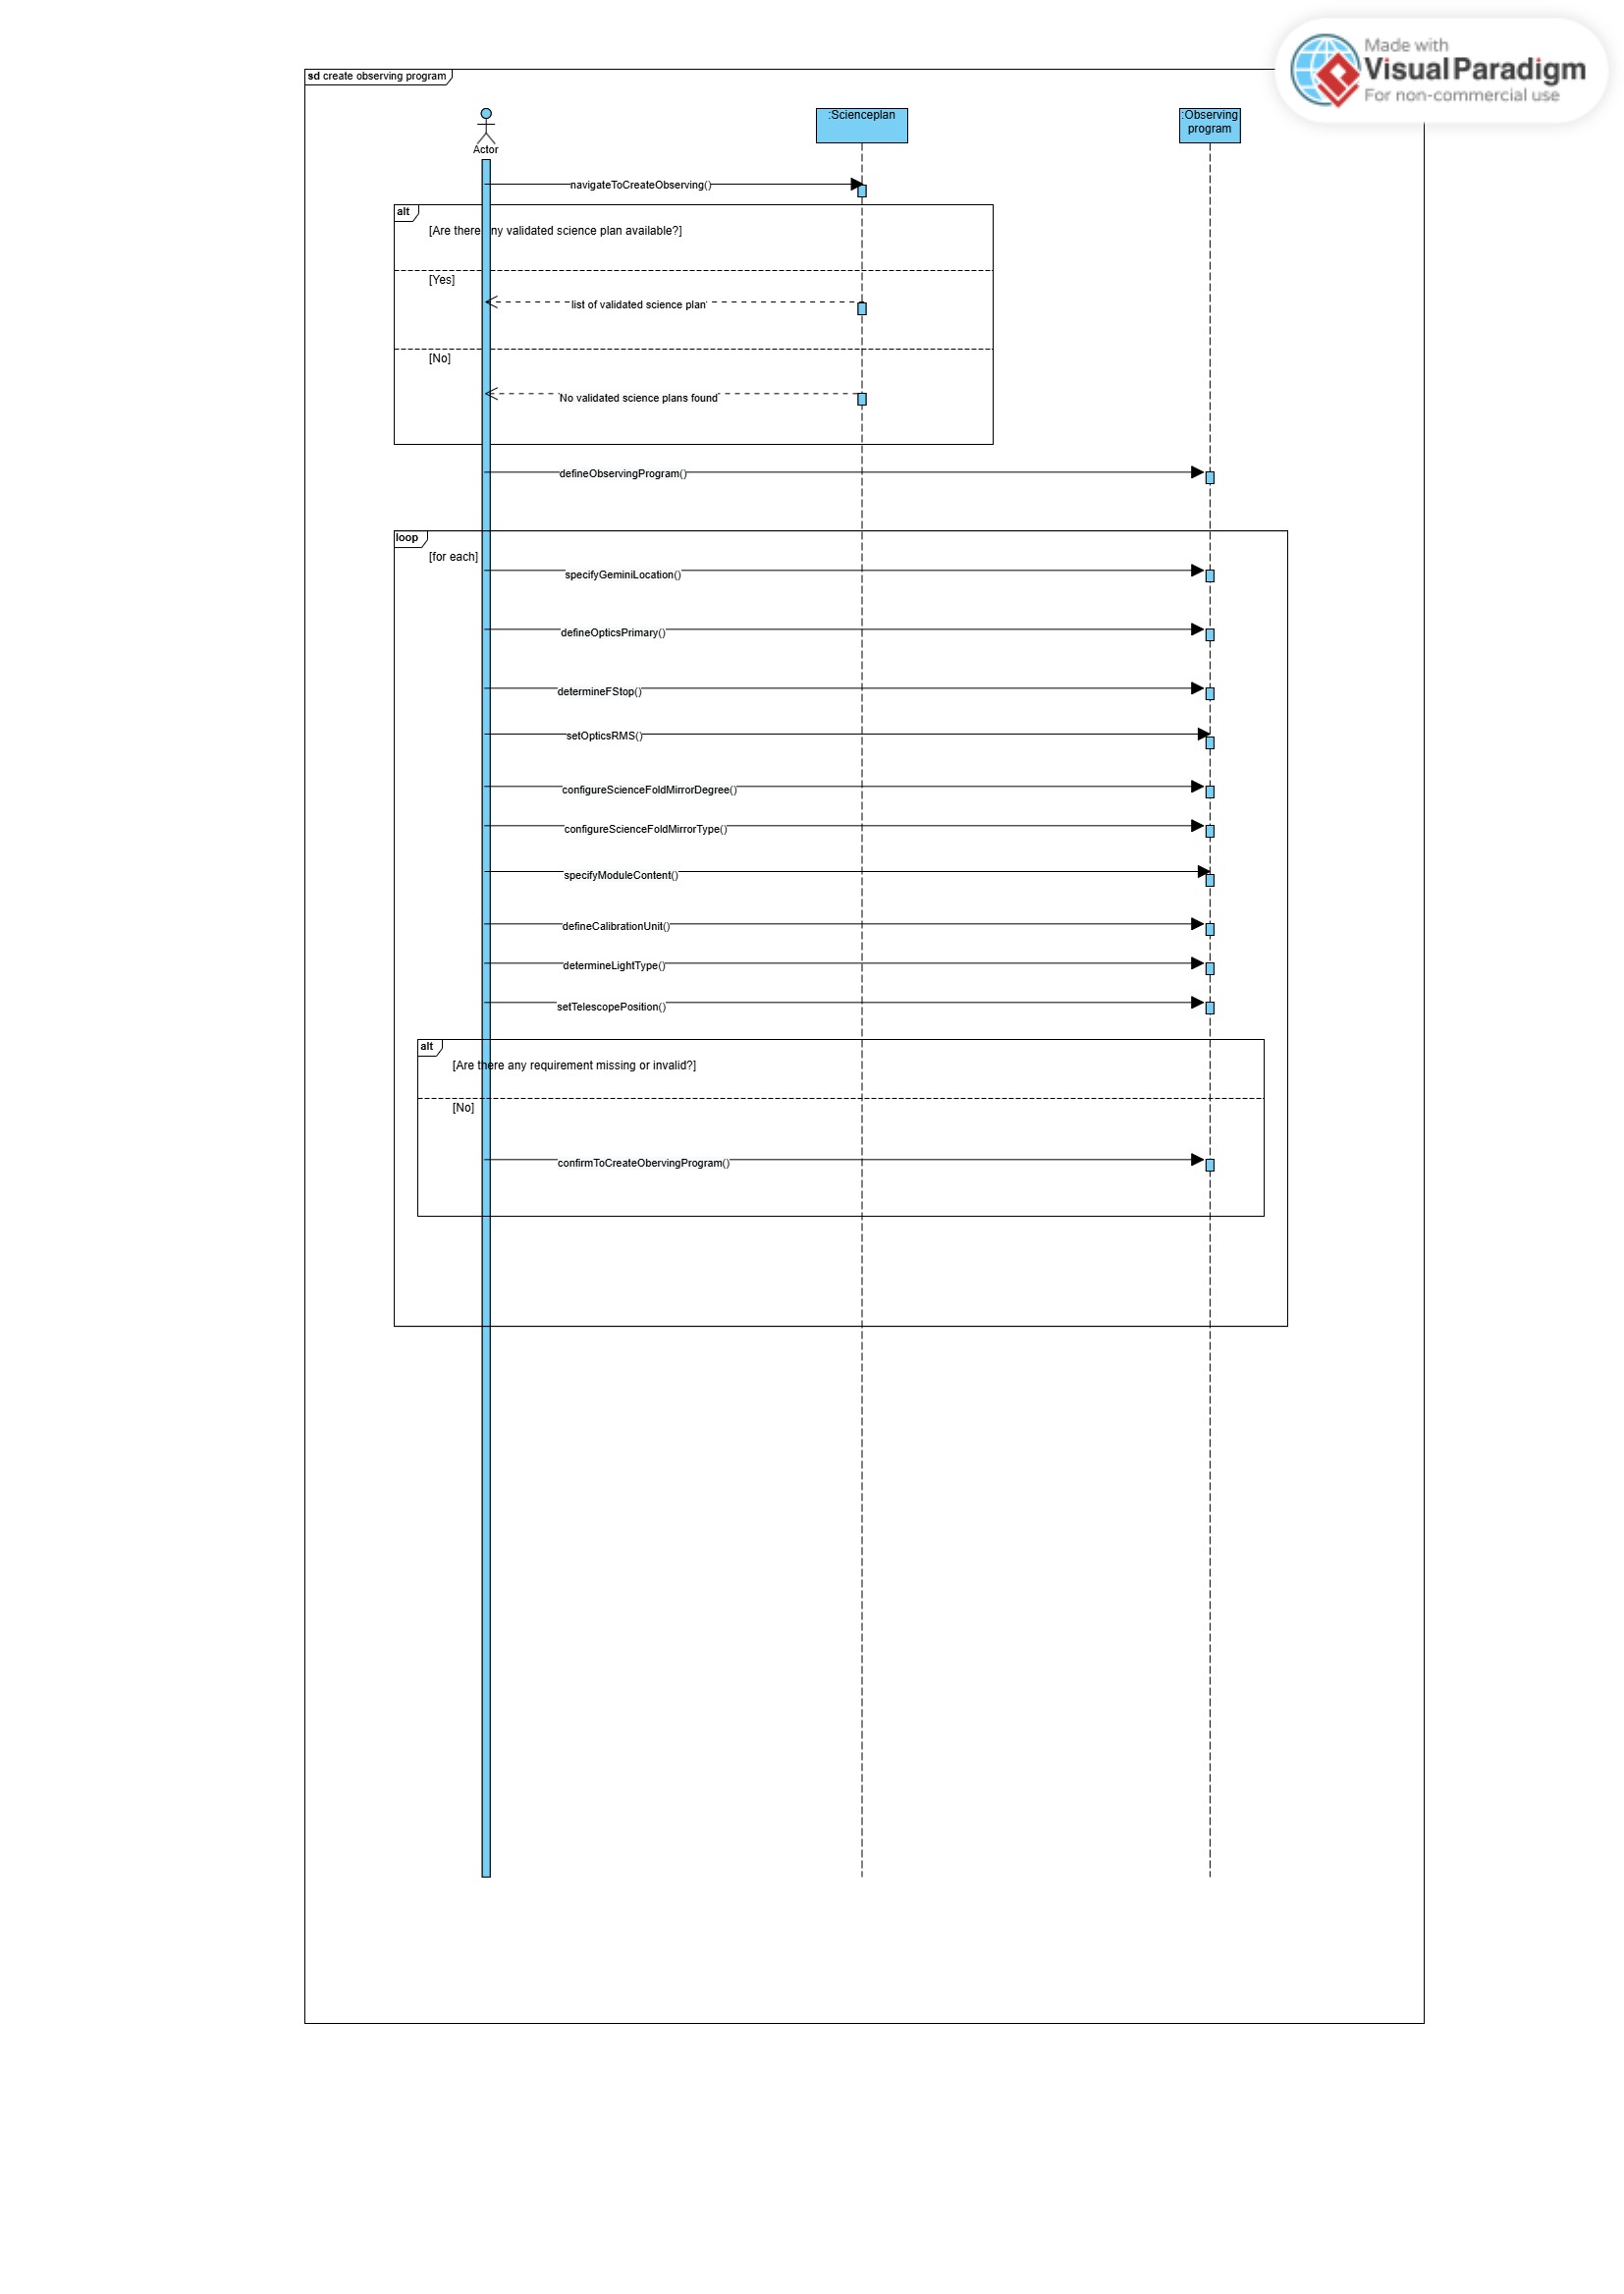 Made with
Visual Paradigm
For non-commercial use
sd create observing program
Actor
:Scienceplan
:Observing
program
navigateToCreateObserving()
alt
[Are there any validated science plan available?]
[Yes]
list of validated science plan
[No]
No validated science plans found
defineObservingProgram()
loop
[for each]
specifyGeminiLocation()
defineOpticsPrimary()
determineFStop()
setOpticsRMS()
configureScienceFoldMirrorDegree()
configureScienceFoldMirrorType()
specifyModuleContent()
defineCalibrationUnit()
determineLightType()
setTelescopePosition()
alt
[Are there any requirement missing or invalid?]
[No]
confirmToCreateObervingProgram()